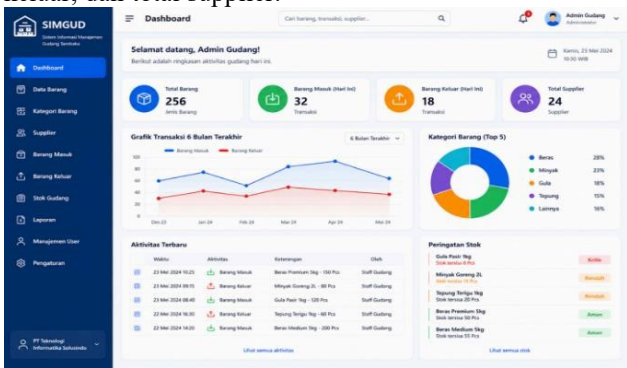 keluar, dan total supplier.
SIMGUD
Sistem Informasi Manajemen
Gudang Sembako
Dashboard
Data Barang
Kategori Barang
Supplier
Barang Masuk
Barang Keluar
Stok Gudang
Laporan
Manajemen User
Pengaturan
PT Teknologi
Informatika Solusindo
Dashboard
Cari barang, transaksi, supplier...
Admin Gudang
Administrator
Selamat datang, Admin Gudang!
Berikut adalah ringkasan aktivitas gudang hari ini.
Kamis, 23 Mei 2024
10:30 WIB
Total Barang
256
Jenis Barang
Barang Masuk (Hari Ini)
32
Transaksi
Barang Keluar (Hari Ini)
18
Transaksi
Total Supplier
24
Supplier
Grafik Transaksi 6 Bulan Terakhir
6 Bulan Terakhir
Barang Masuk Barang Keluar
100
80
60
40
20
0
Des 23 Jan 24 Feb 24 Mar 24 Apr 24 Mei 24
Kategori Barang (Top 5)
Beras 28%
Minyak 23%
Gula 18%
Tepung 15%
Lainnya 16%
Aktivitas Terbaru
Waktu Aktivitas Keterangan Oleh
23 Mei 2024 10:25 Barang Masuk Beras Premium 5kg - 150 Pcs Staff Gudang
23 Mei 2024 09:15 Barang Keluar Minyak Goreng 2L - 80 Pcs Staff Gudang
23 Mei 2024 08:40 Barang Masuk Gula Pasir 1kg - 120 Pcs Staff Gudang
22 Mei 2024 16:30 Barang Keluar Tepung Terigu 1kg - 60 Pcs Staff Gudang
22 Mei 2024 14:20 Barang Masuk Beras Medium 5kg - 200 Pcs Staff Gudang
Lihat semua aktivitas
Peringatan Stok
Gula Pasir 1kg
Stok tersisa 8 Pcs
Kritis
Minyak Goreng 2L
Stok tersisa Pcs
Rendah
Tepung Terigu 1kg
Stok tersisa 20 Pcs
Rendah
Beras Premium 5kg
Stok tersisa 50 Pcs
Aman
Beras Medium 5kg
Stok tersisa 55 Pcs
Aman
Lihat semua stok